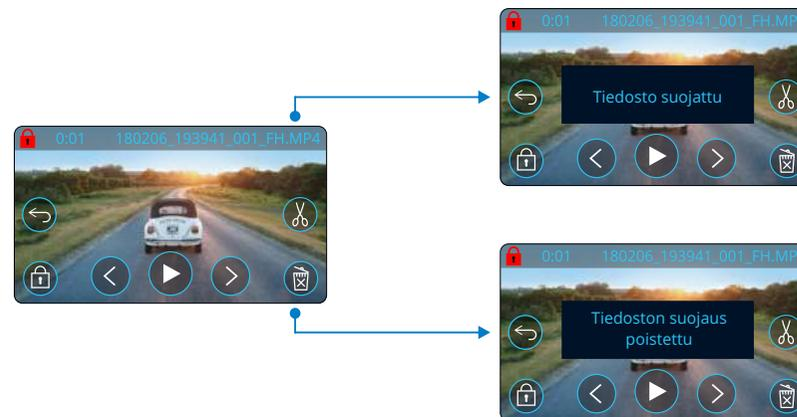 0:01 180206_193941_001_FH.MP4
0:01 180206_193941_001_FH.MP
Tiedosto suojattu
0:01 180206_193941_001_FH.MP
Tiedoston suojaus
poistettu